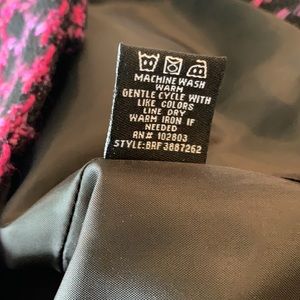 MACHINE WASH
WARM
GENTLE CYCLE WITH
LIKE COLORS
LINE DRY
WARM IRON IF
NEEDED
RN# 102803
STYLE:BRF3887262